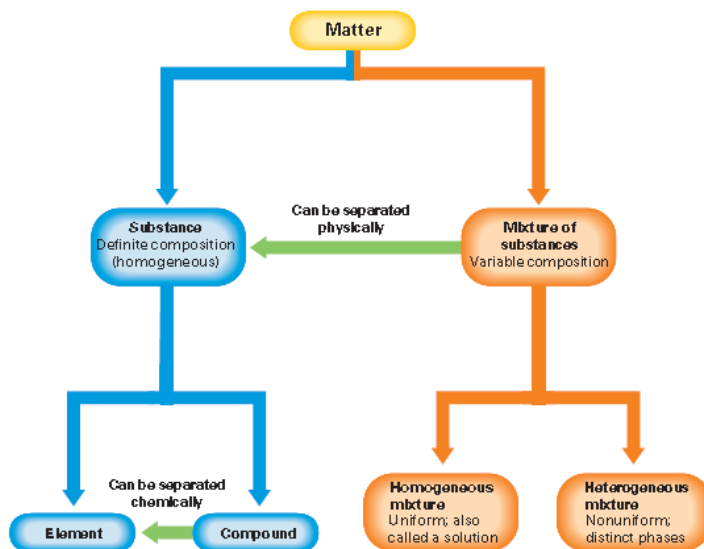 Matter
Substance
Definite composition
(homogeneous)
Can be separated
physically
Mixture of
substances
Variable composition
Can be separated
chemically
Element
Compound
Homogeneous
mixture
Uniform; also
called a solution
Heterogeneous
mixture
Nonuniform;
distinct phases